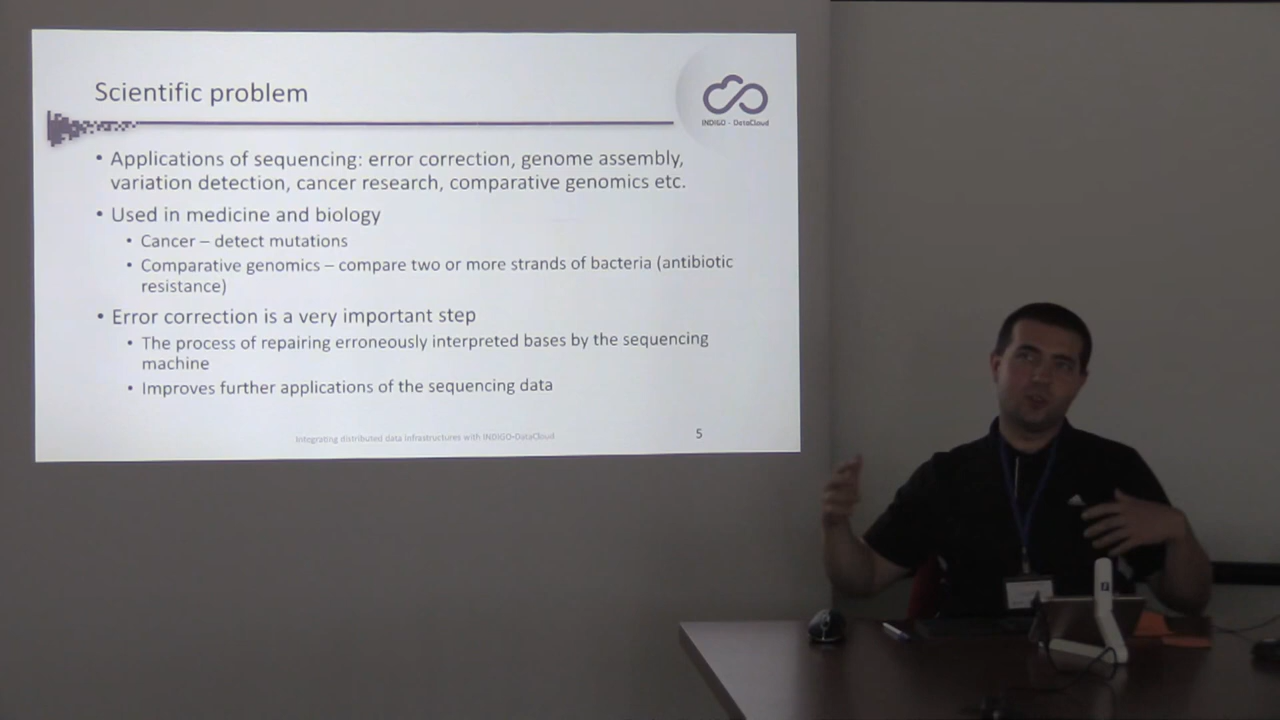 Scientific problem
INDIGO - DataCloud
• Applications of sequencing: error correction, genome assembly,
variation detection, cancer research, comparative genomics etc.
• Used in medicine and biology
• Cancer – detect mutations
• Comparative genomics – compare two or more strands of bacteria (antibiotic
resistance)
• Error correction is a very important step
• The process of repairing erroneously interpreted bases by the sequencing
machine
• Improves further applications of the sequencing data
Integrating distributed data infrastructures with INDIGO-DataCloud
5